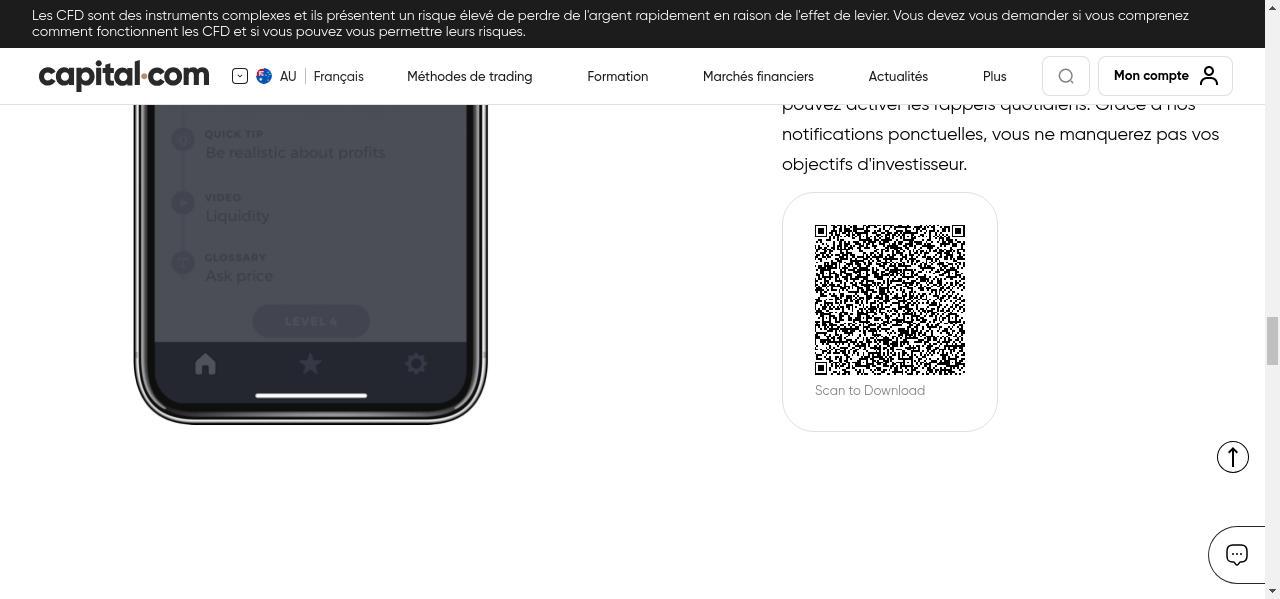 Les CFD sont des instruments complexes et ils présentent un risque élevé de perdre de l'argent rapidement en raison de l'effet de levier. Vous devez vous demander si vous comprenez
comment fonctionnent les CFD et si vous pouvez vous permettre leurs risques.
capital.com
AU
Français
Méthodes de trading
Formation
Marchés financiers
Actualités
Plus
Mon compte
pouvez activer les rappels quotidiens. Grâce à nos
notifications ponctuelles, vous ne manquerez pas vos
objectifs d'investisseur.
QUICK TIP
Be realistic about profits
VIDEO
Liquidity
GLOSSARY
Ask price
LEVEL 4
Scan to Download